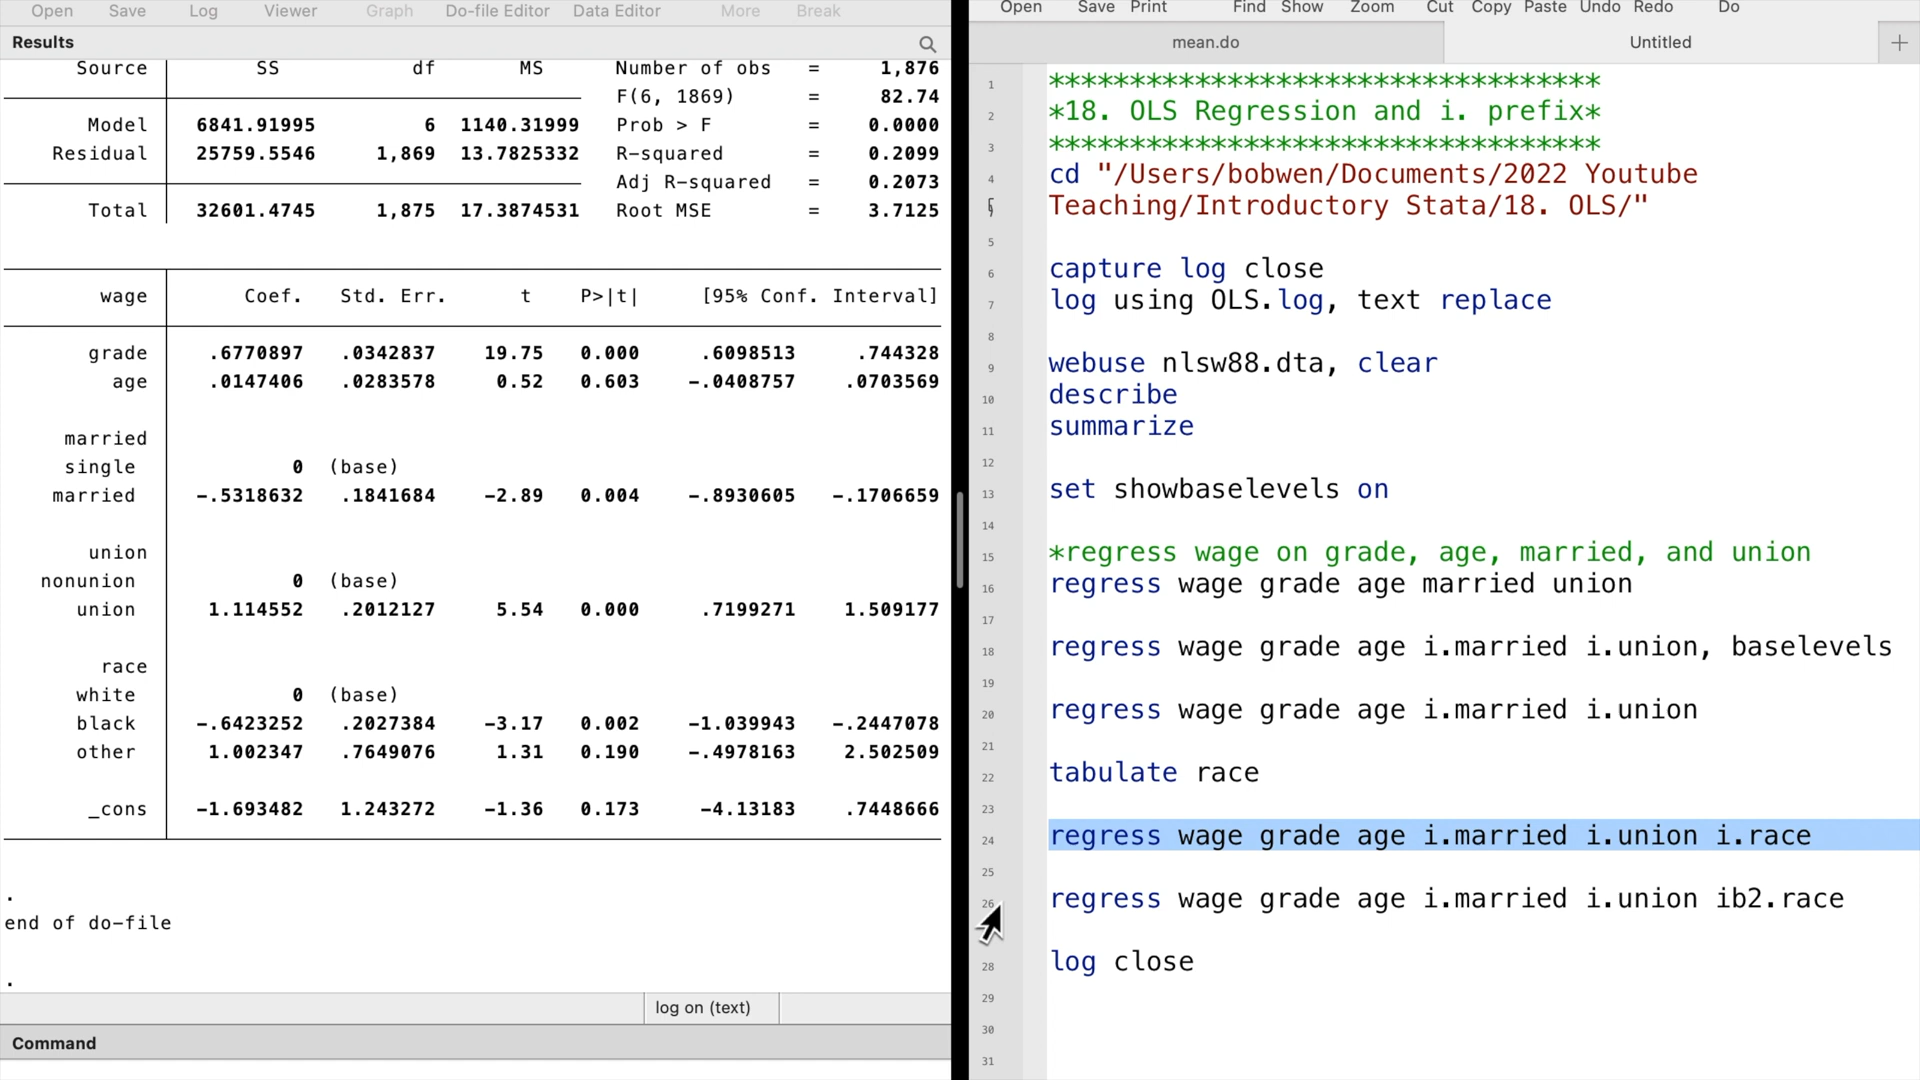 Open Save Log Viewer Graph Do-file Editor Data Editor More Break
Results
Source SS df MS Number of obs = 1,876
F(6, 1869) = 82.74
Model 6841.91995 6 1140.31999 Prob > F = 0.0000
Residual 25759.5546 1,869 13.7825332 R-squared = 0.2099
Adj R-squared = 0.2073
Total 32601.4745 1,875 17.3874531 Root MSE = 3.7125
wage Coef. Std. Err. t P>|t| [95% Conf. Interval]
grade .6770897 .0342837 19.75 0.000 .6098513 .744328
age .0147406 .0283578 0.52 0.603 -.0408757 .0703569
married
single 0 (base)
married -.5318632 .1841684 -2.89 0.004 -.8930605 -.1706659
union
nonunion 0 (base)
union 1.114552 .2012127 5.54 0.000 .7199271 1.509177
race
white 0 (base)
black -.6423252 .2027384 -3.17 0.002 -1.039943 -.2447078
other 1.002347 .7649076 1.31 0.190 -.4978163 2.502509
_cons -1.693482 1.243272 -1.36 0.173 -4.13183 .7448666
.
end of do-file
.
log on (text)
Command
Open Save Print Find Show Zoom Cut Copy Paste Undo Redo Do
mean.do Untitled +
1 **********************************
2 *18. OLS Regression and i. prefix*
3 **********************************
4 cd "/Users/bobwen/Documents/2022 Youtube
Teaching/Introductory Stata/18. OLS/"
5
6 capture log close
7 log using OLS.log, text replace
8
9 webuse nlsw88.dta, clear
10 describe
11 summarize
12
13 set showbaselevels on
14
15 *regress wage on grade, age, married, and union
16 regress wage grade age married union
17
18 regress wage grade age i.married i.union, baselevels
19
20 regress wage grade age i.married i.union
21
22 tabulate race
23
24 regress wage grade age i.married i.union i.race
25
26 regress wage grade age i.married i.union ib2.race
28 log close
29
30
31